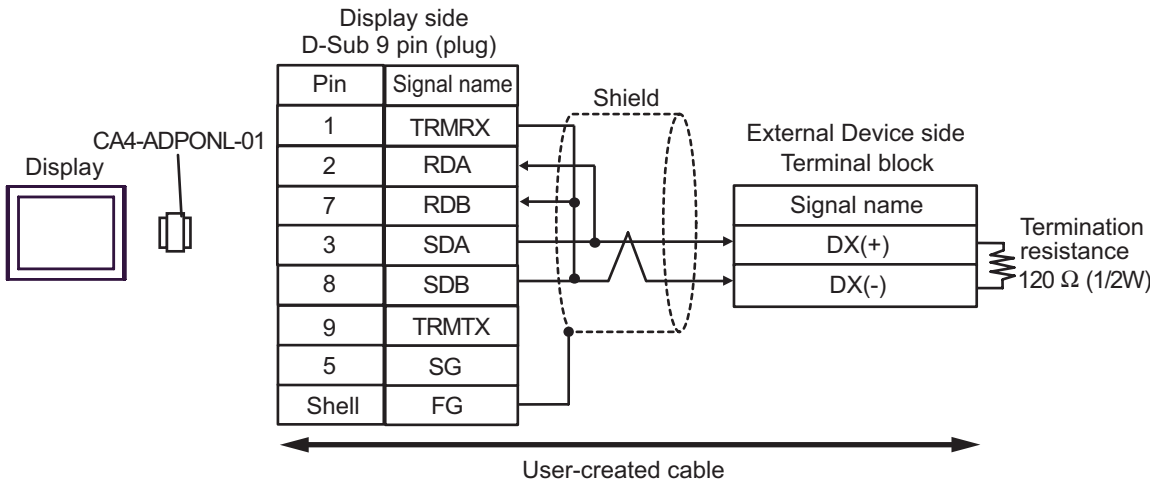 Display side
D-Sub 9 pin (plug)
Pin Signal name
1 TRMRX
2 RDA
7 RDB
3 SDA
8 SDB
9 TRMTX
5 SG
Shell FG
Shield
CA4-ADPONL-01
Display
External Device side
Terminal block
Signal name
DX(+)
DX(-)
Termination
resistance
120 Ω (1/2W)
User-created cable